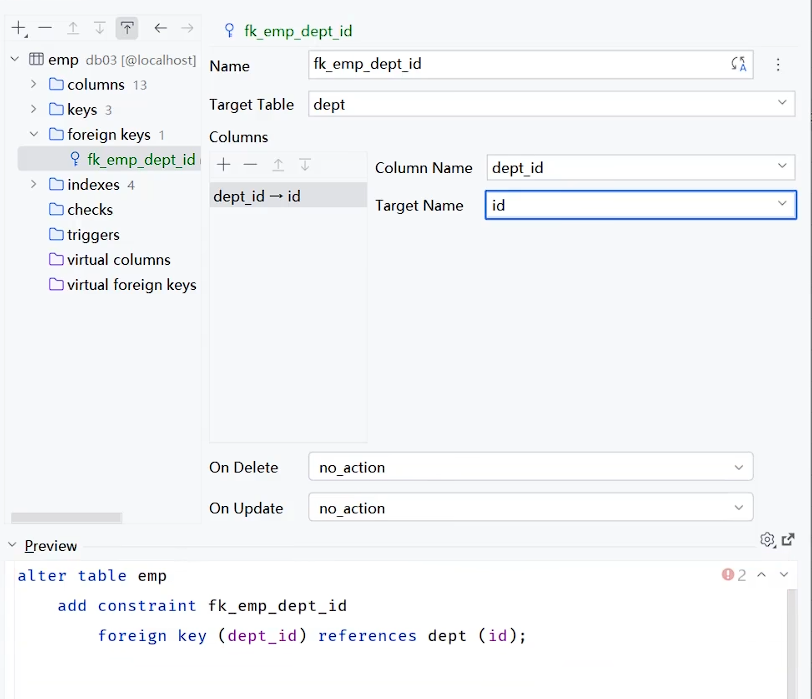 fk_emp_dept_id
emp db03 [@localhost]
columns 13
keys 3
foreign keys 1
fk_emp_dept_id
indexes 4
checks
triggers
virtual columns
virtual foreign keys
Name fk_emp_dept_id
Target Table dept
Columns
dept_id → id
Column Name dept_id
Target Name id
On Delete no_action
On Update no_action
Preview
2
alter table emp
add constraint fk_emp_dept_id
foreign key (dept_id) references dept (id);